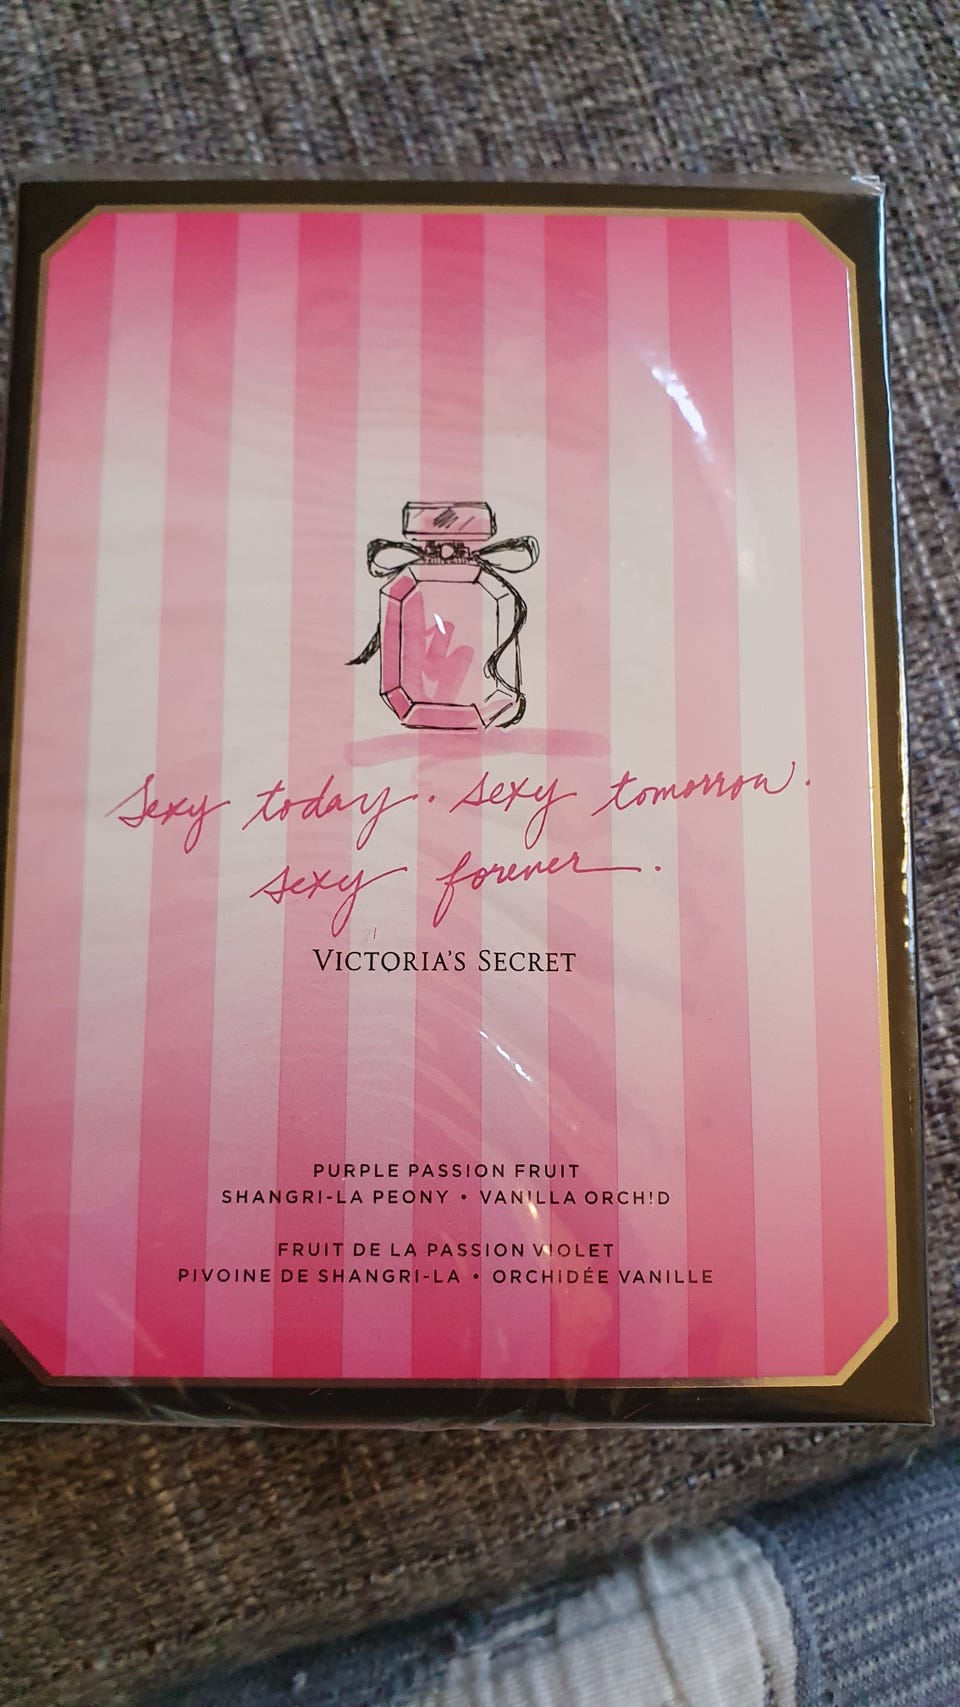 Sexy today. sexy tomorrow.
sexy forever.
VICTORIA'S SECRET
PURPLE PASSION FRUIT
SHANGRI-LA PEONY • VANILLA ORCHID
FRUIT DE LA PASSION VIOLET
PIVOINE DE SHANGRI-LA • ORCHIDÉE VANILLE